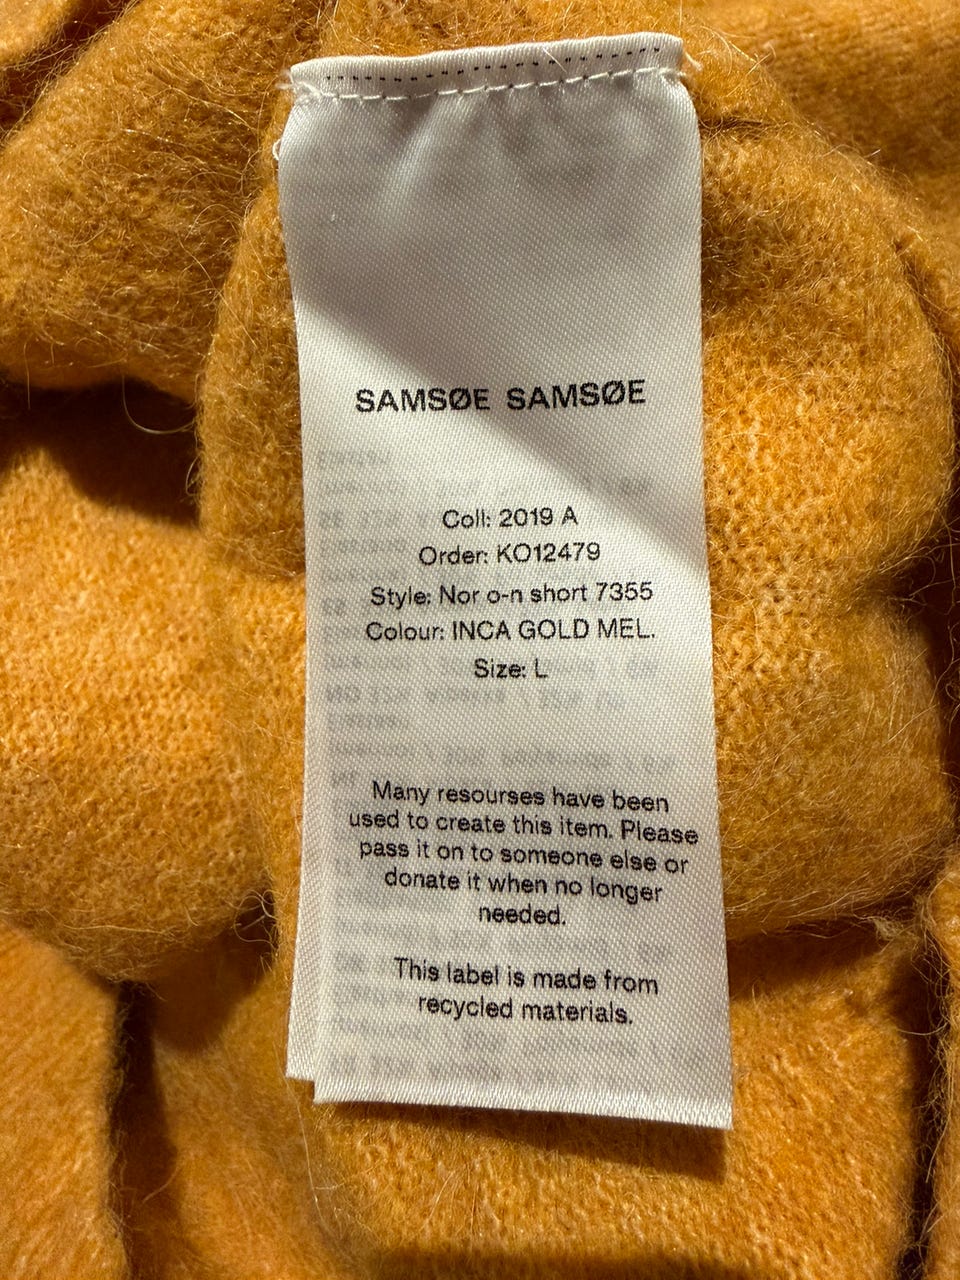 SAMSØE SAMSØE
Coll: 2019 A
Order: KO12479
Style: Nor o-n short 7355
Colour: INCA GOLD MEL.
Size: L
Many resourses have been
used to create this item. Please
pass it on to someone else or
donate it when no longer
needed.
This label is made from
recycled materials.